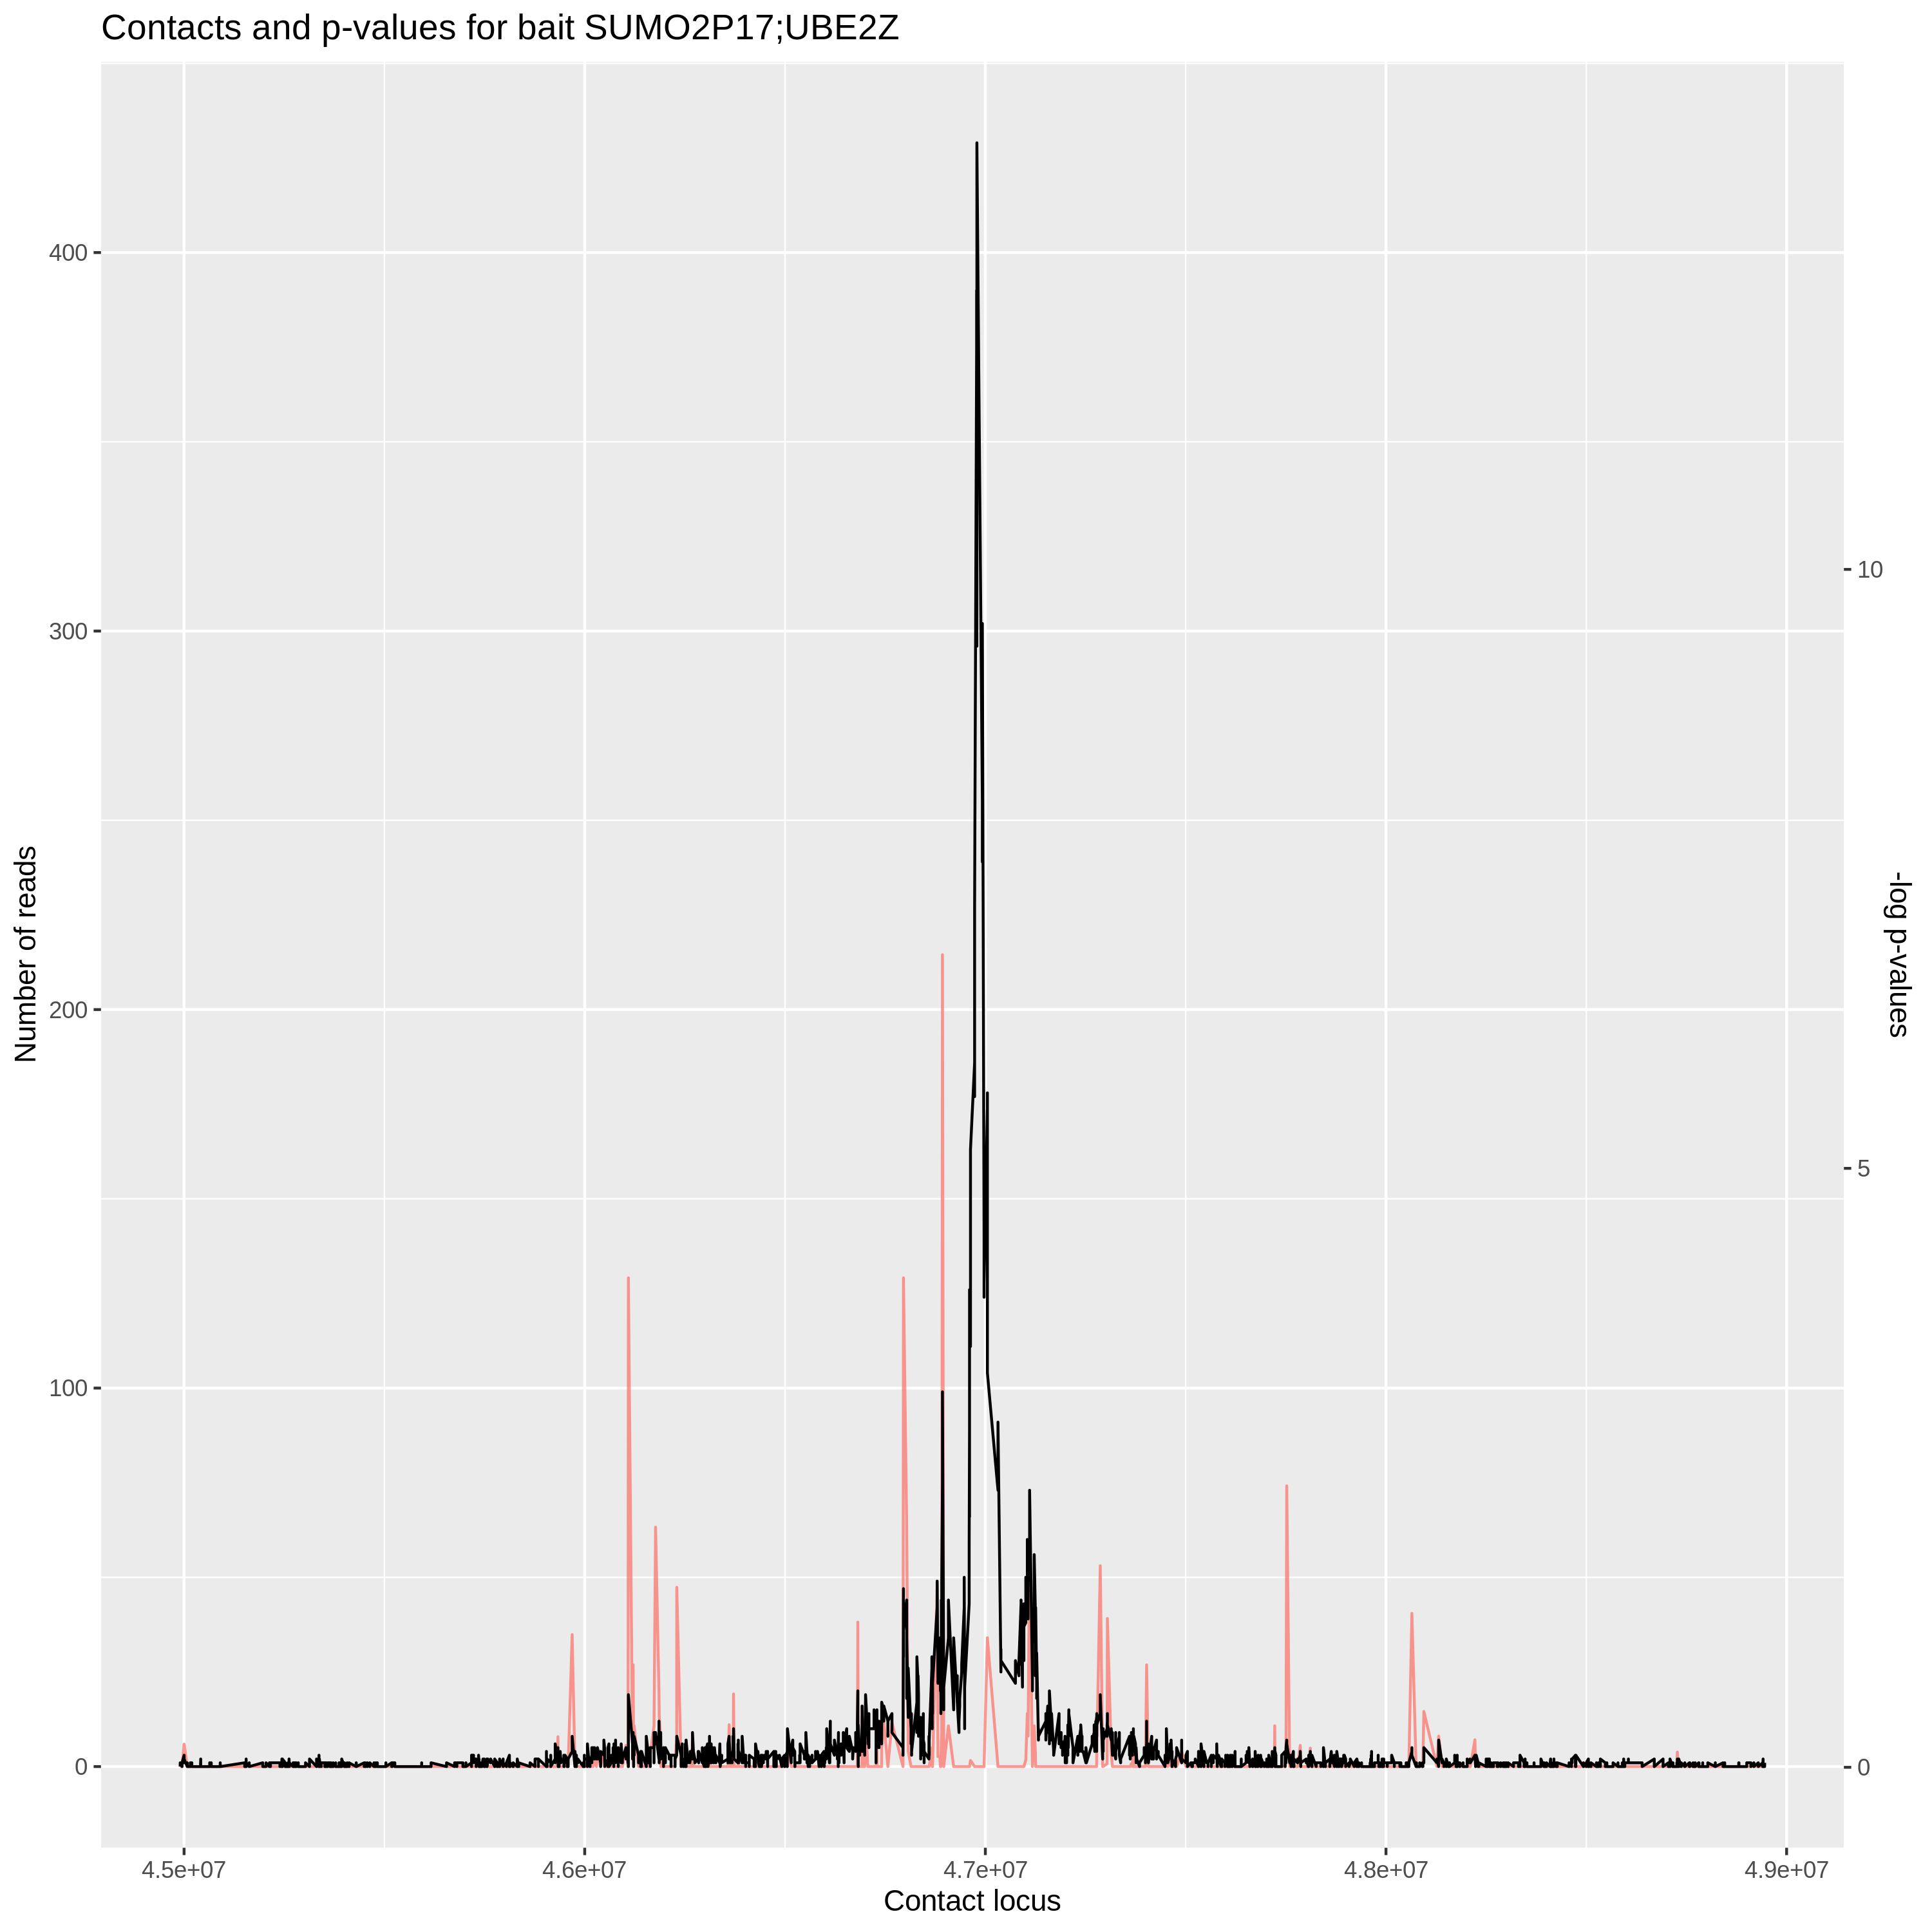 Contacts and p-values for bait SUMO2P17;UBE2Z
400
300
200
100
0
Number of reads
10
5
0
-log p-values
4.5e+07
4.6e+07
4.7e+07
4.8e+07
4.9e+07
Contact locus